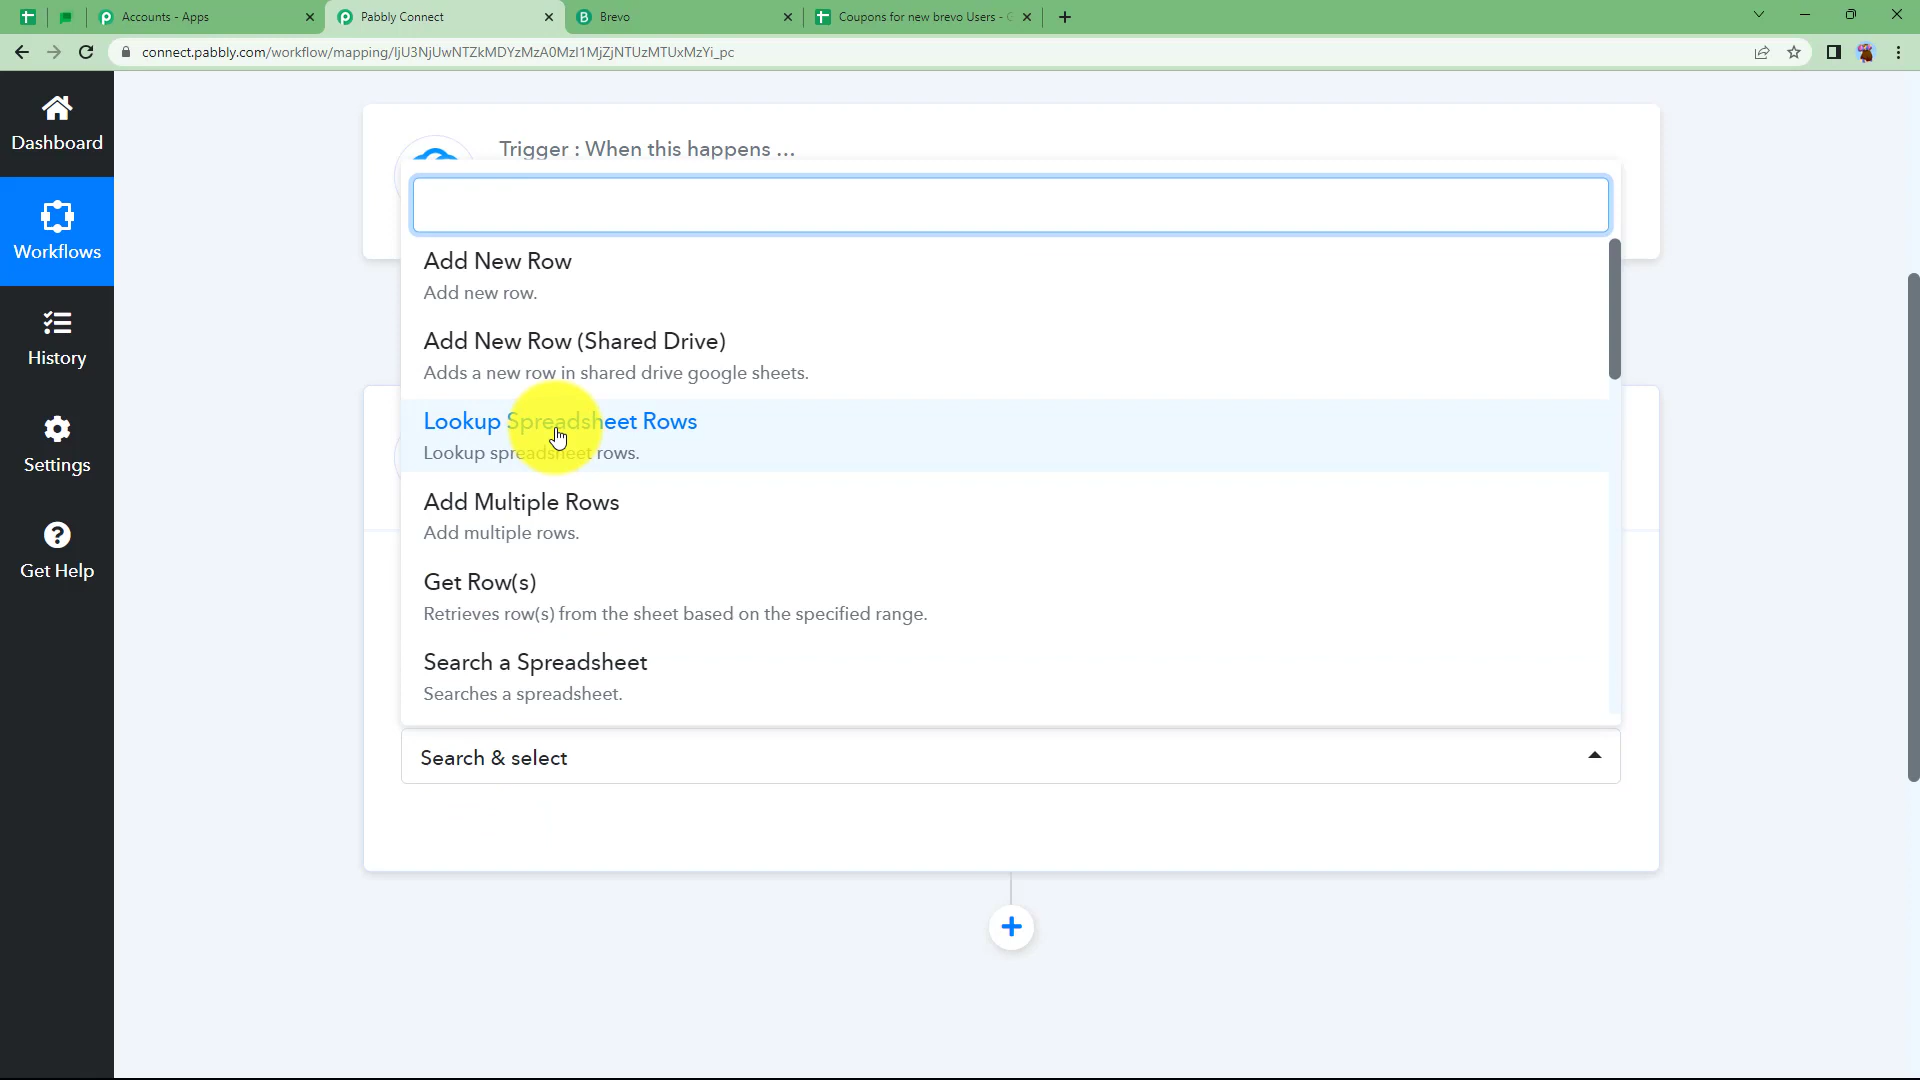 Accounts - Apps
Pabbly Connect
Brevo
Coupons for new brevo Users -
connect.pabbly.com/workflow/mapping/IjU3NjUwNTZkMDYzMzA0MzI1MjZjNTUzMTUxMzYi_pc
Dashboard
Workflows
History
Settings
Get Help
Trigger : When this happens ...
Add New Row
Add new row.
Add New Row (Shared Drive)
Adds a new row in shared drive google sheets.
Lookup Spreadsheet Rows
Lookup spreadsheet rows.
Add Multiple Rows
Add multiple rows.
Get Row(s)
Retrieves row(s) from the sheet based on the specified range.
Search a Spreadsheet
Searches a spreadsheet.
Search & select